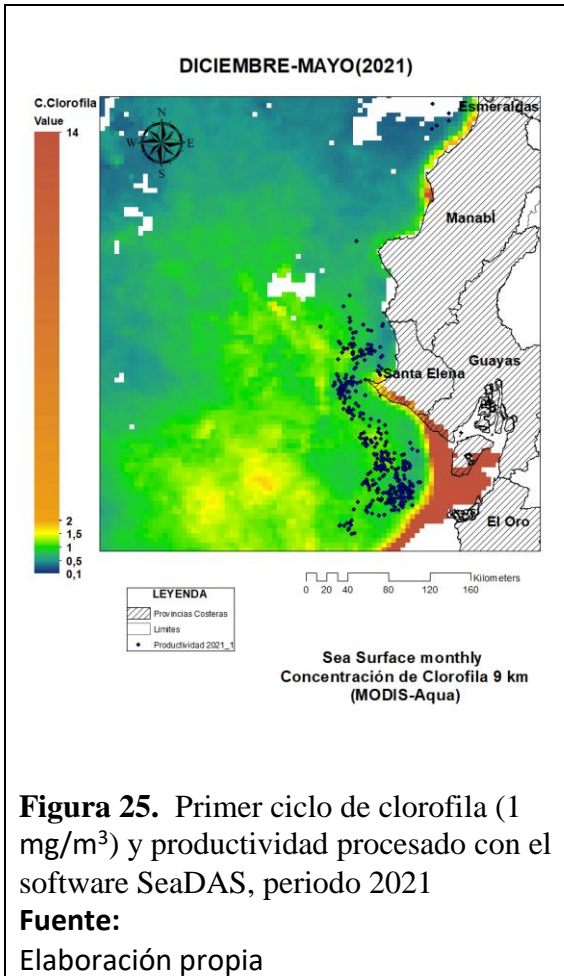 DICIEMBRE-MAYO(2021)
C.Clorofila
Value
14
2
1,5
1
0,5
0,1
N
W
E
S
Esmeraldas
Manabí
Guayas
Santa Elena
El Oro
LEYENDA
Provincias Costeras
Limites
Productividad 2021_1
Kilometers
0 20 40 80 120 160
Sea Surface monthly
Concentración de Clorofila 9 km
(MODIS-Aqua)
Figura 25. Primer ciclo de clorofila (1
mg/m³) y productividad procesado con el
software SeaDAS, periodo 2021
Fuente:
Elaboración propia